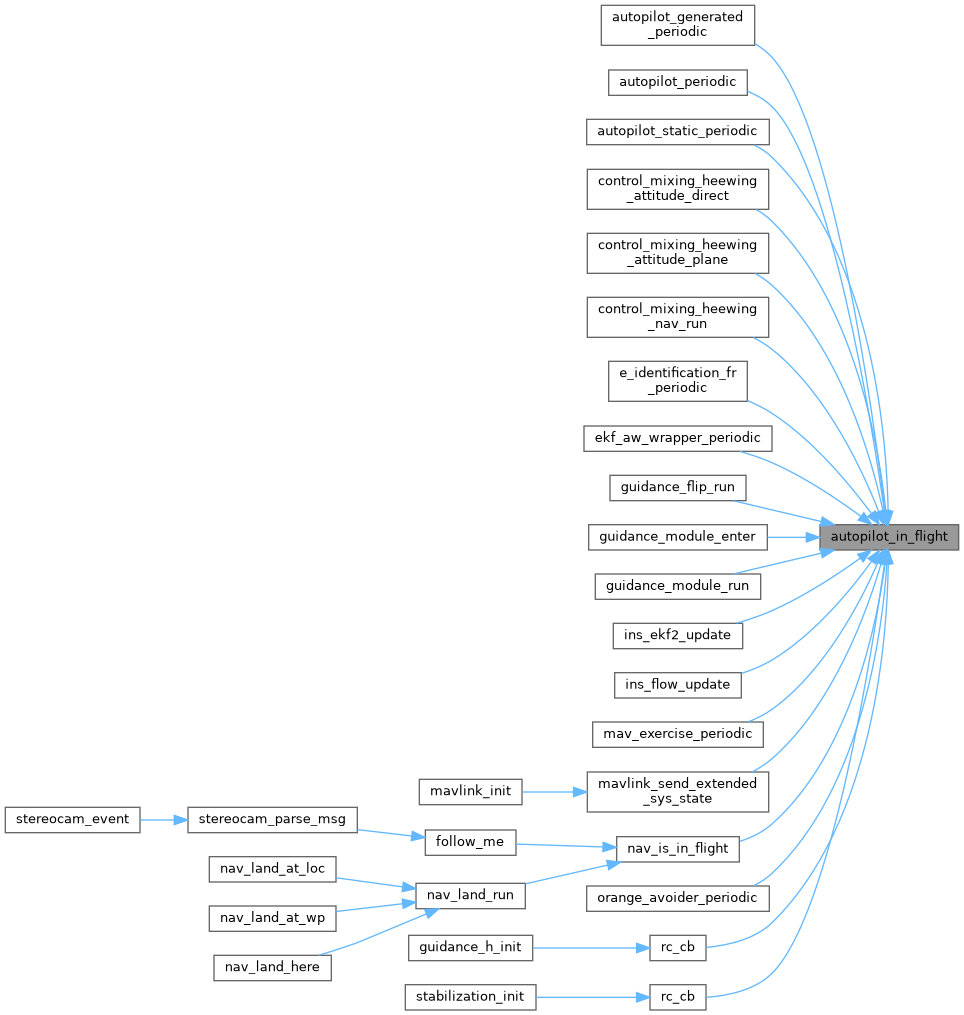 autopilot_generated
_periodic
autopilot_periodic
autopilot_static_periodic
control_mixing_heewing
_attitude_direct
control_mixing_heewing
_attitude_plane
control_mixing_heewing
_nav_run
e_identification_fr
_periodic
ekf_aw_wrapper_periodic
guidance_flip_run
guidance_module_enter
autopilot_in_flight
guidance_module_run
ins_ekf2_update
ins_flow_update
mav_exercise_periodic
mavlink_init
mavlink_send_extended
_sys_state
stereocam_event
stereocam_parse_msg
follow_me
nav_is_in_flight
nav_land_at_loc
nav_land_run
orange_avoider_periodic
nav_land_at_wp
guidance_h_init
rc_cb
nav_land_here
stabilization_init
rc_cb